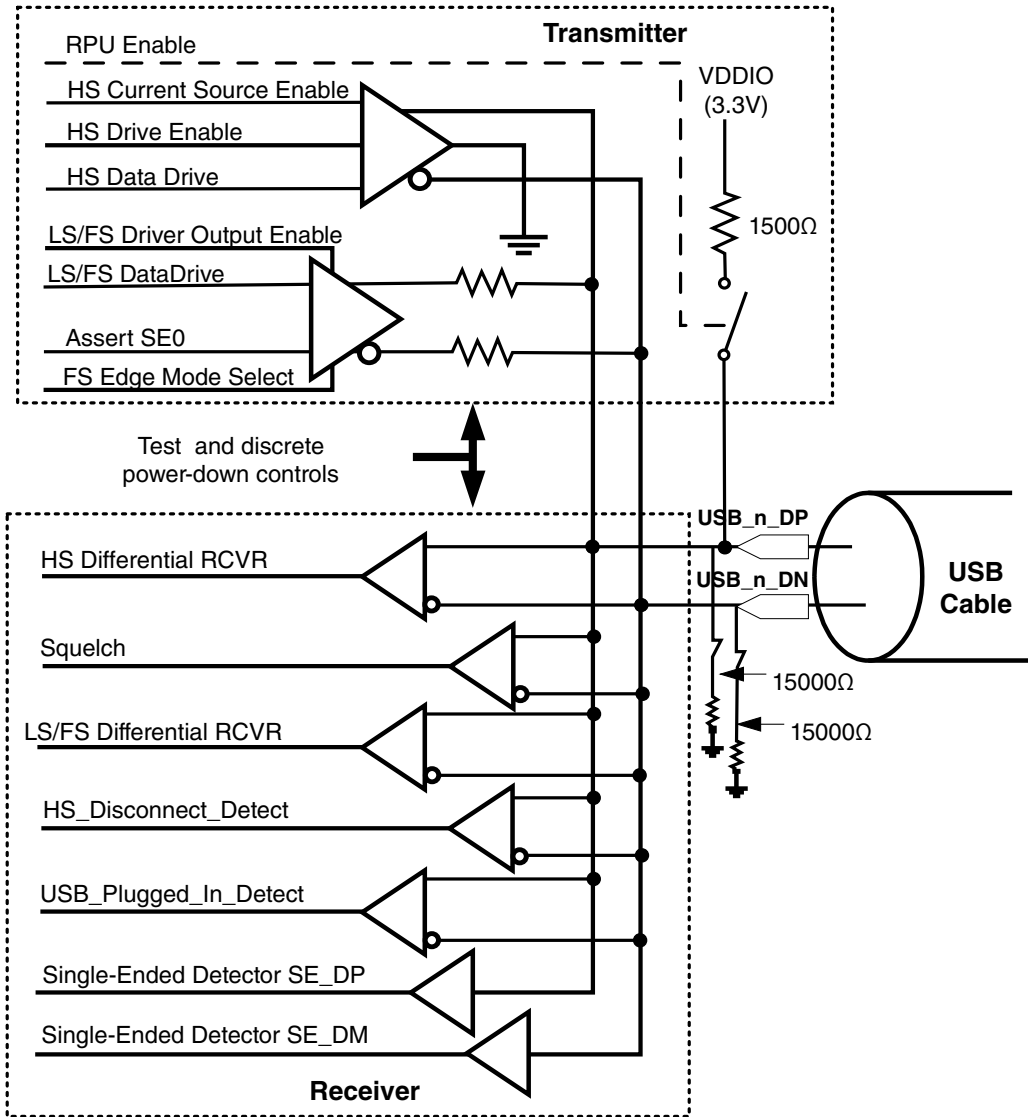 Transmitter
RPU Enable
VDDIO
(3.3V)
HS Current Source Enable
HS Drive Enable
HS Data Drive
1500Ω
LS/FS Driver Output Enable
LS/FS DataDrive
Assert SE0
FS Edge Mode Select
Test and discrete
power-down controls
USB_n_DP
HS Differential RCVR
USB_n_DN
USB
Cable
Squelch
15000Ω
15000Ω
LS/FS Differential RCVR
HS_Disconnect_Detect
USB_Plugged_In_Detect
Single-Ended Detector SE_DP
Single-Ended Detector SE_DM
Receiver